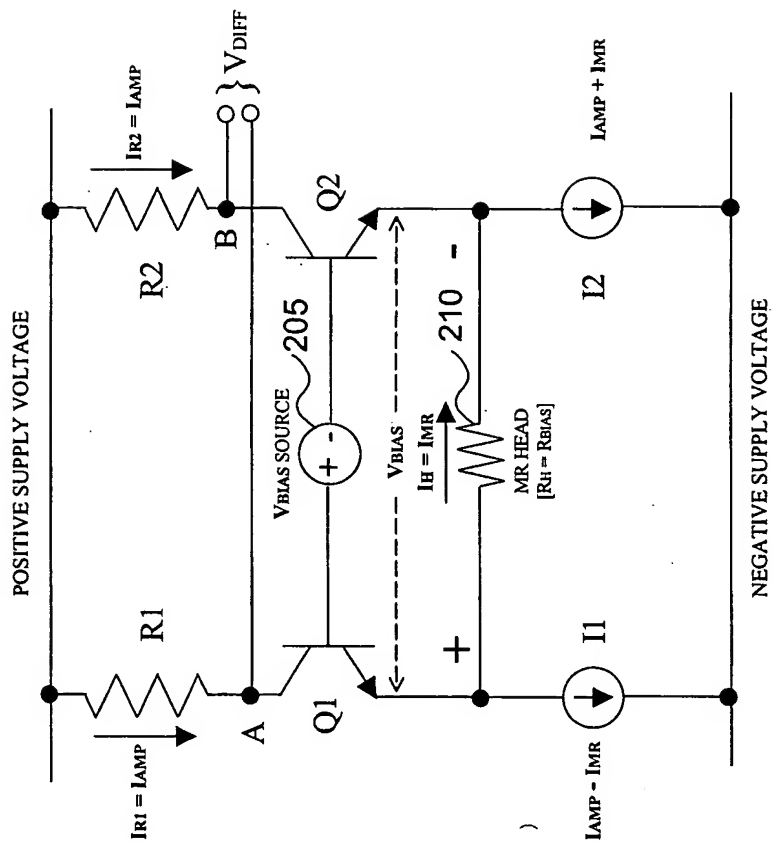 POSITIVE SUPPLY VOLTAGE
IR1 = IAMP
R1
R2
IR2 = IAMP
A
B
VDIFF
Q1
VBIAS SOURCE
205
+ -
Q2
VBIAS
IH = IMR
+
210
-
MR HEAD
[RH = RBIAS]
IAMP - IMR
I1
I2
IAMP + IMR
NEGATIVE SUPPLY VOLTAGE